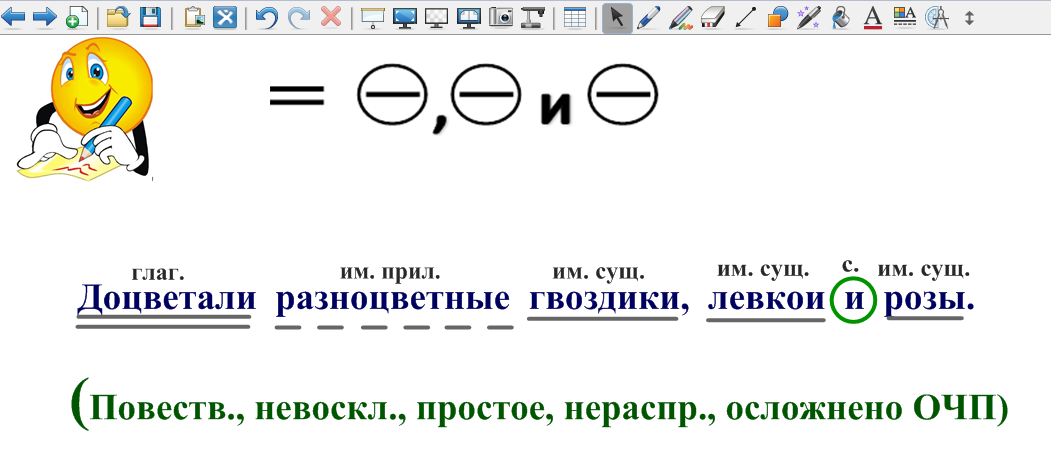 = ⊖, ⊖ и ⊖
глаг. им. прил. им. сущ. им. сущ. с. им. сущ.
Доцветали разноцветные гвоздики, левкои и розы.
(Повеств., невоскл., простое, нераспр., осложнено ОЧП)